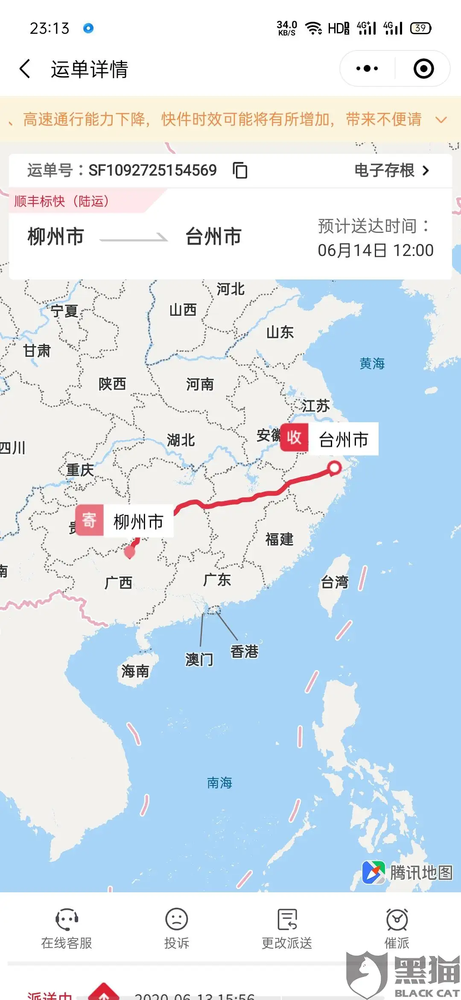 23:13
34.0
KB/S
HD
4G+
4G
39
运单详情
、高速通行能力下降，快件时效可能将有所增加，带来不便请
运单号：SF1092725154569
电子存根
顺丰标快（陆运）
柳州市
台州市
预计送达时间：
06月14日 12:00
河北
宁夏
山西
山东
甘肃
黄海
陕西
河南
江苏
安徽
收 台州市
湖北
四川
重庆
寄 柳州市
贵
福建
南
广西
广东
台湾
澳门
香港
海南
南海
腾讯地图
在线客服
投诉
更改派送
催派
派送中
2020-06-13 15:56
黑猫
BLACK CAT